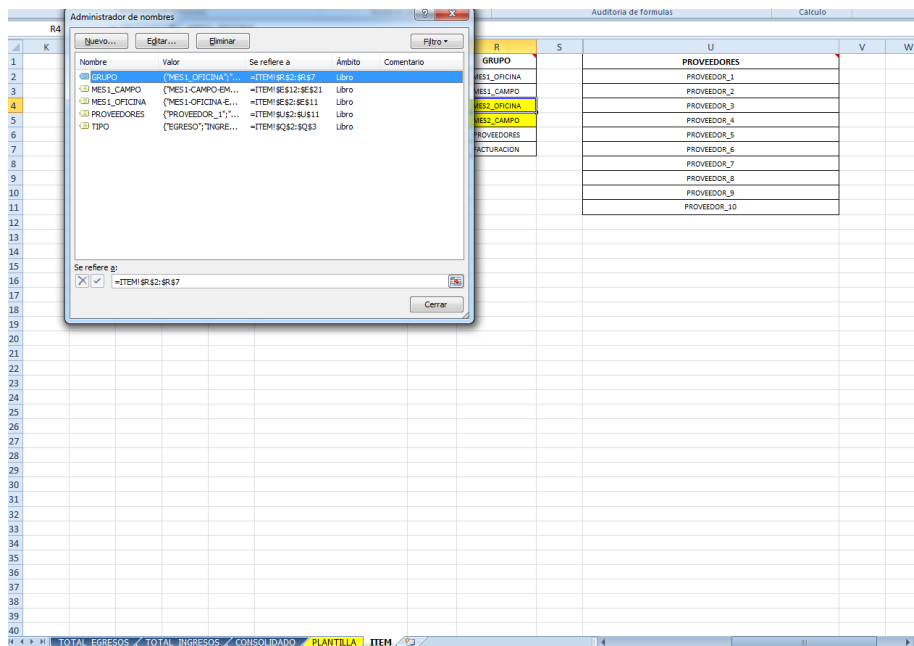 Auditoría de fórmulas Cálculo
Administrador de nombres
R4
Nuevo... Editar... Eliminar Filtro
Nombre Valor Se refiere a Ámbito Comentario
GRUPO {"MES1_OFICINA";"... =ITEM!$R$2:$R$7 Libro
MES1_CAMPO {"MES1-CAMPO-EM... =ITEM!$E$12:$E$21 Libro
MES1_OFICINA {"MES1-OFICINA-E... =ITEM!$E$2:$E$11 Libro
PROVEEDORES {"PROVEEDOR_1";"... =ITEM!$U$2:$U$11 Libro
TIPO {"EGRESO";"INGRE... =ITEM!$Q$2:$Q$3 Libro
Se refiere a:
=ITEM!$R$2:$R$7
Cerrar
K R S U V W
1 GRUPO PROVEEDORES
2 MES1_OFICINA PROVEEDOR_1
3 MES1_CAMPO PROVEEDOR_2
4 MES2_OFICINA PROVEEDOR_3
5 MES2_CAMPO PROVEEDOR_4
6 PROVEEDORES PROVEEDOR_5
7 FACTURACION PROVEEDOR_6
8 PROVEEDOR_7
9 PROVEEDOR_8
10 PROVEEDOR_9
11 PROVEEDOR_10
12
13
14
15
16
17
18
19
20
21
22
23
24
25
26
27
28
29
30
31
32
33
34
35
36
37
38
39
40
TOTAL EGRESOS TOTAL INGRESOS CONSOLIDADO PLANTILLA ITEM